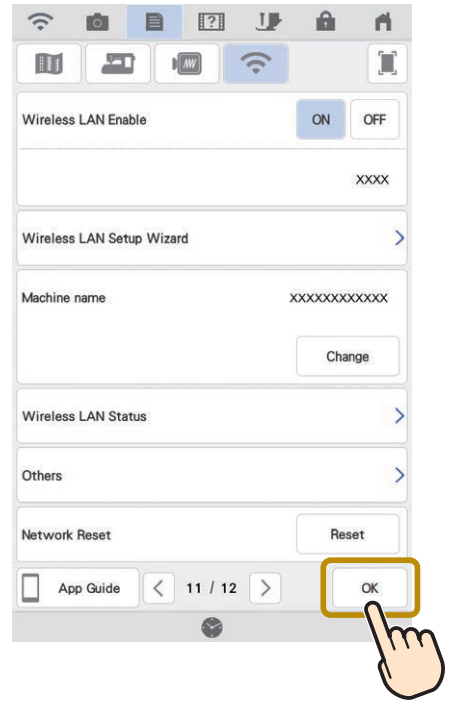 Wireless LAN Enable ON OFF
XXXX
Wireless LAN Setup Wizard
Machine name XXXXXXXXXXXX
Change
Wireless LAN Status
Others
Network Reset Reset
App Guide 11 / 12 OK